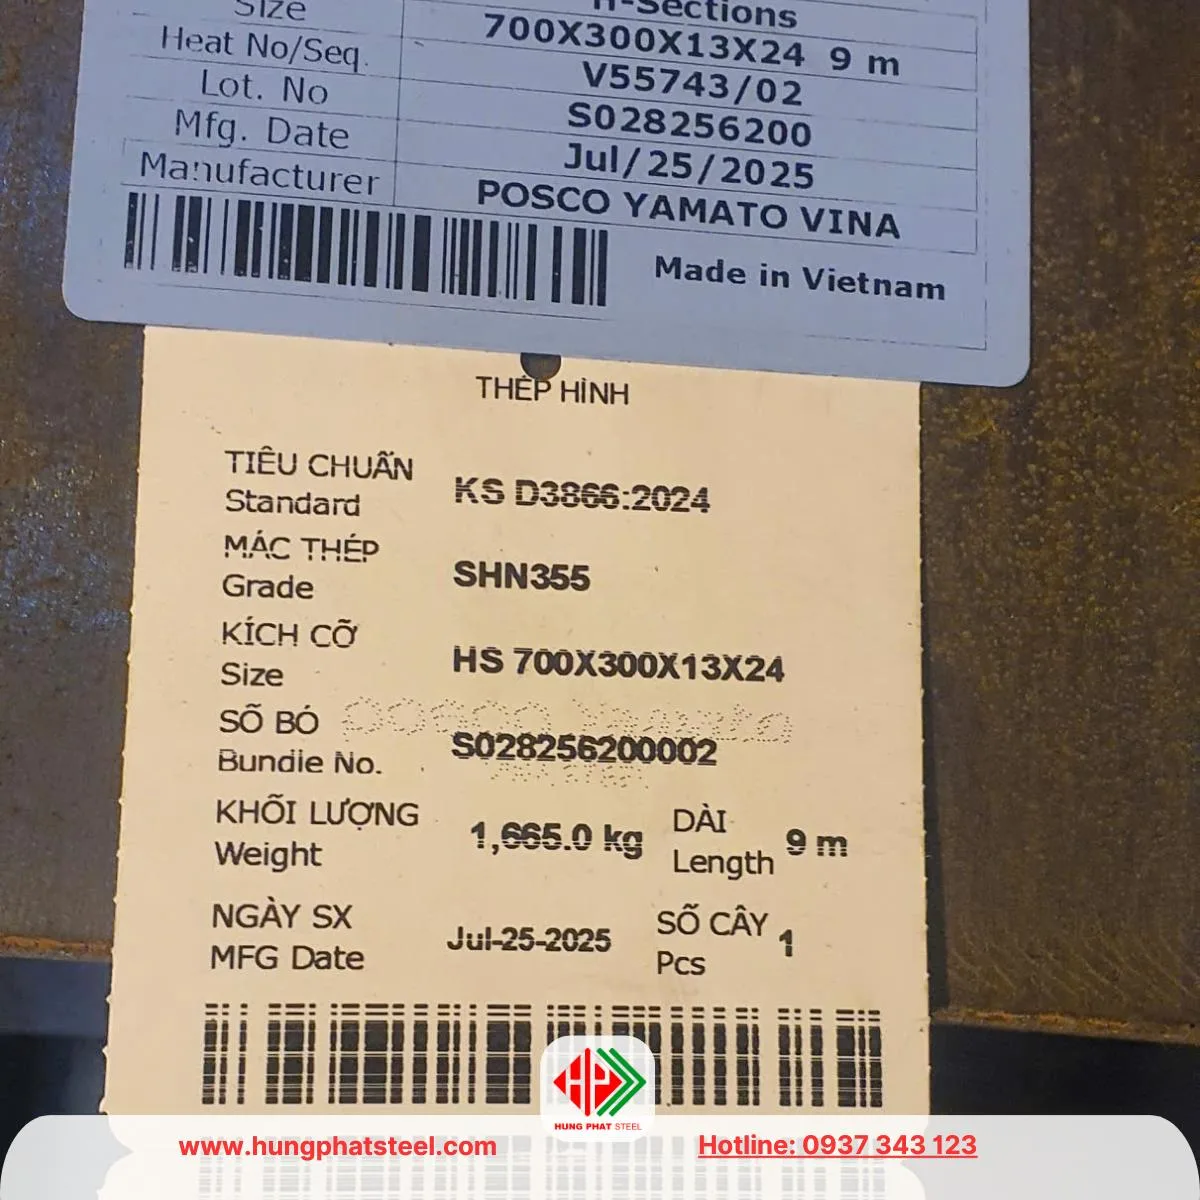 Size H-Sections
700X300X13X24 9 m
Heat No/Seq. V55743/02
Lot. No S028256200
Mfg. Date Jul/25/2025
Manufacturer POSCO YAMATO VINA
Made in Vietnam
THÉP HÌNH
TIÊU CHUẨN
Standard KS D3866:2024
MÁC THÉP
Grade SHN355
KÍCH CỠ
Size HS 700X300X13X24
SỐ BÓ POSCO Yamato
Bundle No. S028256200002
KHỐI LƯỢNG DÀI
Weight 1,665.0 kg Length 9 m
NGÀY SX SỐ CÂY
MFG Date Jul-25-2025 Pcs 1
HUNG PHAT STEEL
www.hungphatsteel.com Hotline: 0937 343 123